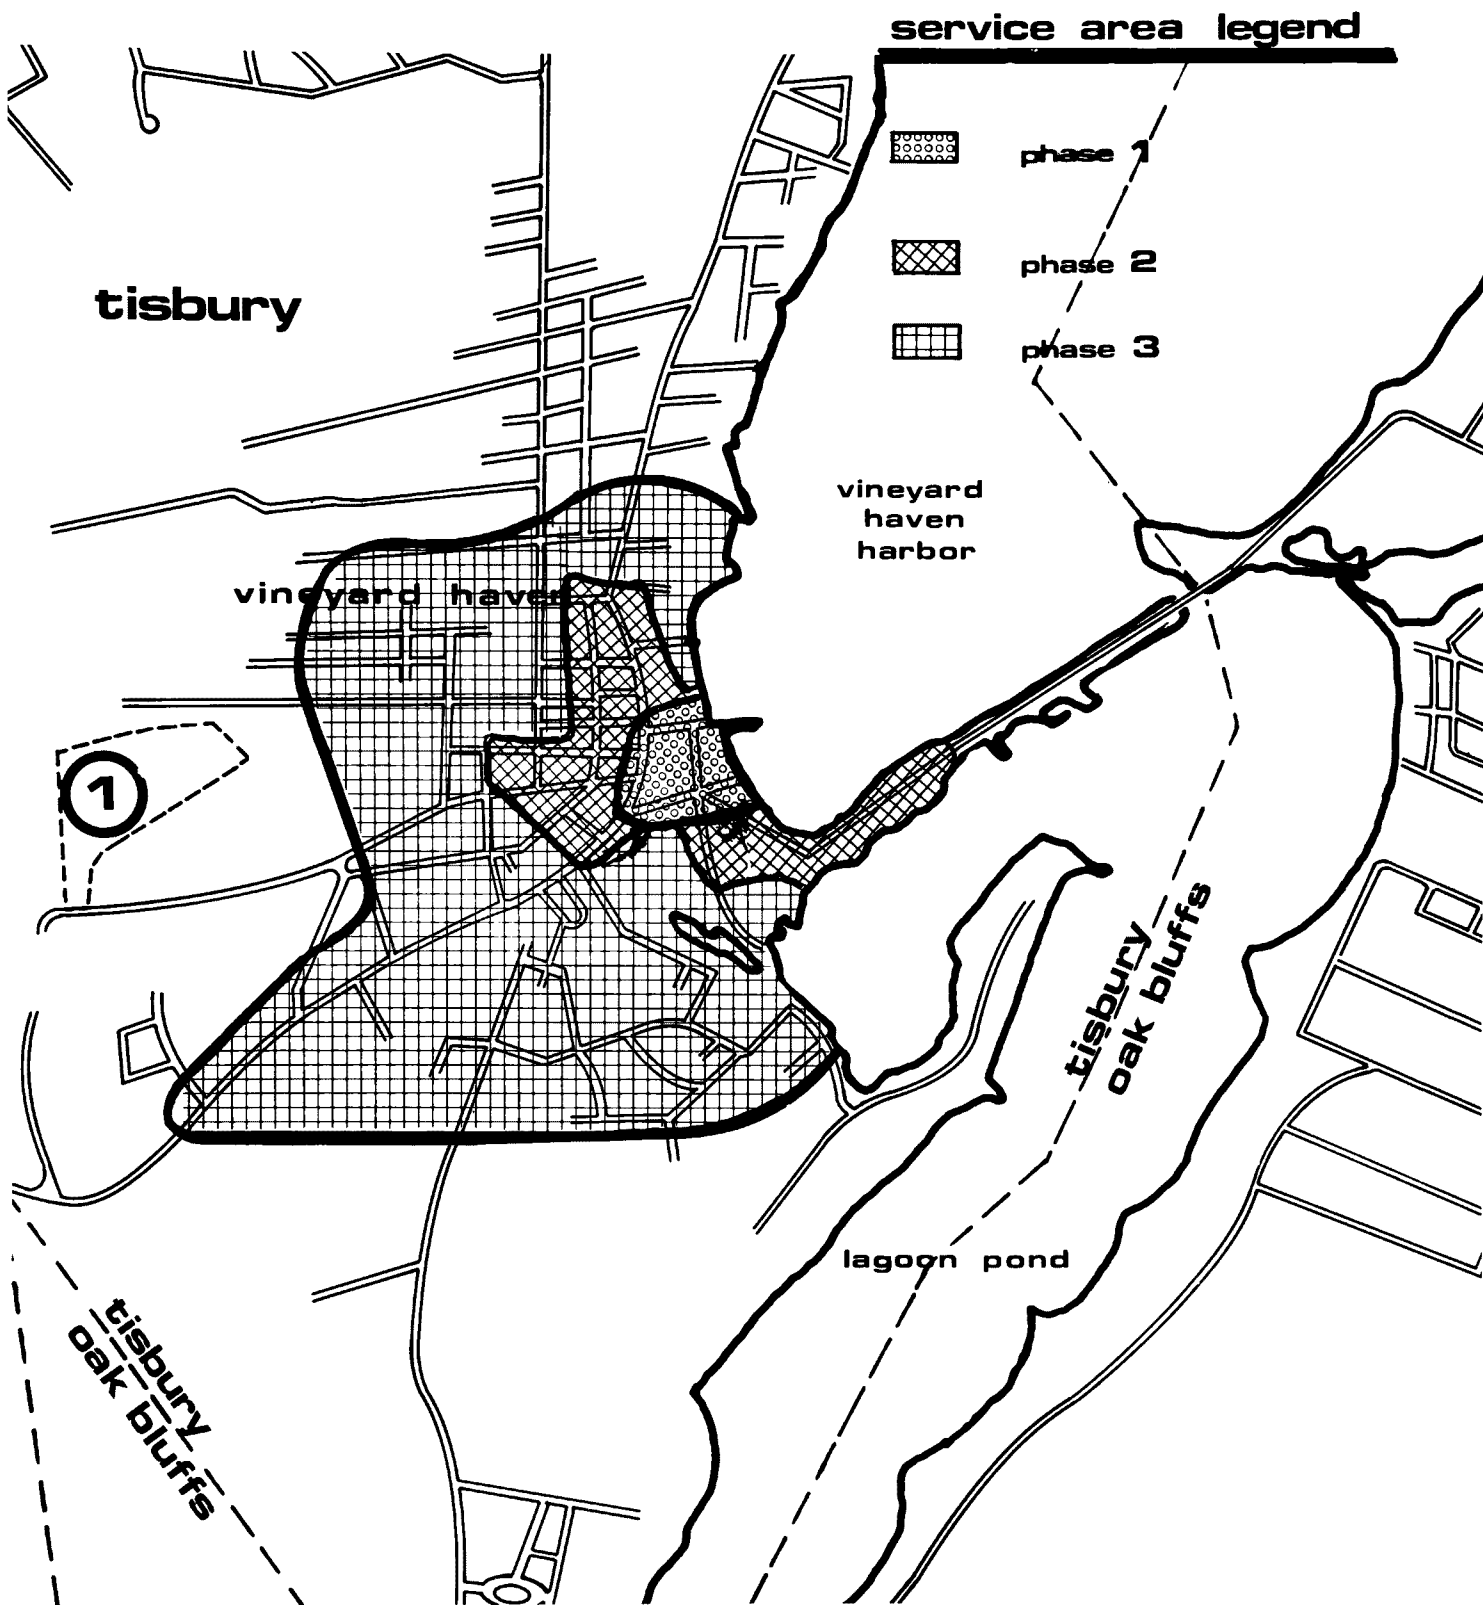 service area legend
phase 1
phase 2
tisbury
phase 3
vineyard
haven
harbor
vineyard haven
1
tisbury
oak bluffs
lagoon pond
tisbury
oak bluffs